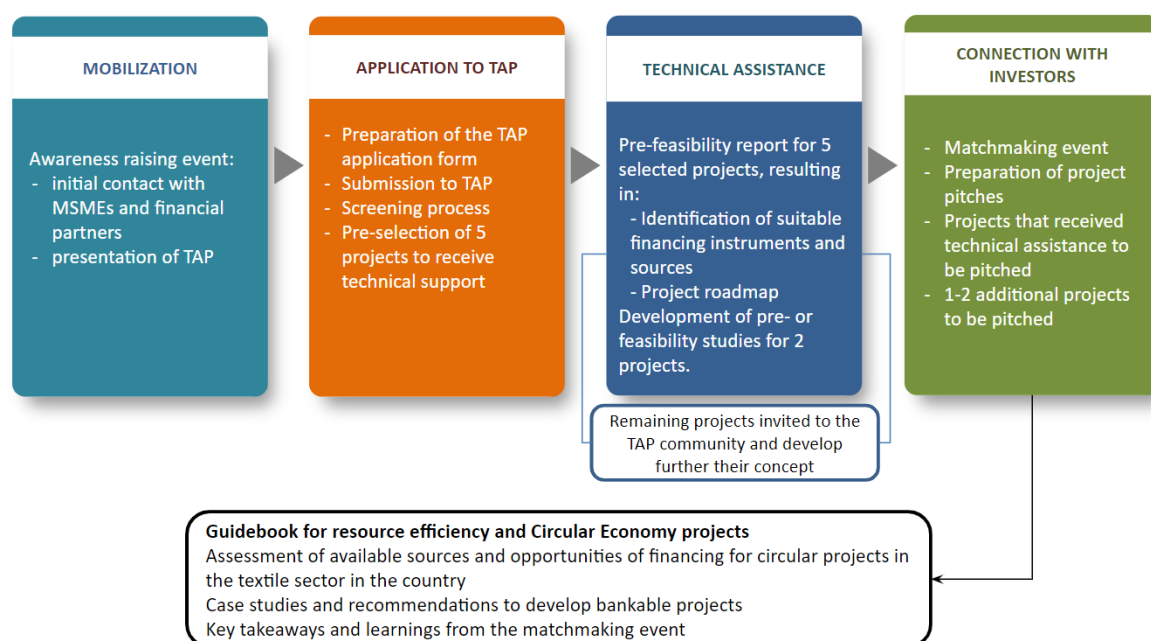 MOBILIZATION
Awareness raising event:
- initial contact with
MSMEs and financial
partners
- presentation of TAP
APPLICATION TO TAP
- Preparation of the TAP
application form
- Submission to TAP
- Screening process
- Pre-selection of 5
projects to receive
technical support
TECHNICAL ASSISTANCE
Pre-feasibility report for 5
selected projects, resulting
in:
- Identification of suitable
financing instruments and
sources
- Project roadmap
Development of pre- or
feasibility studies for 2
projects.
Remaining projects invited to the
TAP community and develop
further their concept
CONNECTION WITH
INVESTORS
- Matchmaking event
- Preparation of project
pitches
- Projects that received
technical assistance to
be pitched
- 1-2 additional projects
to be pitched
Guidebook for resource efficiency and Circular Economy projects
Assessment of available sources and opportunities of financing for circular projects in
the textile sector in the country
Case studies and recommendations to develop bankable projects
Key takeaways and learnings from the matchmaking event